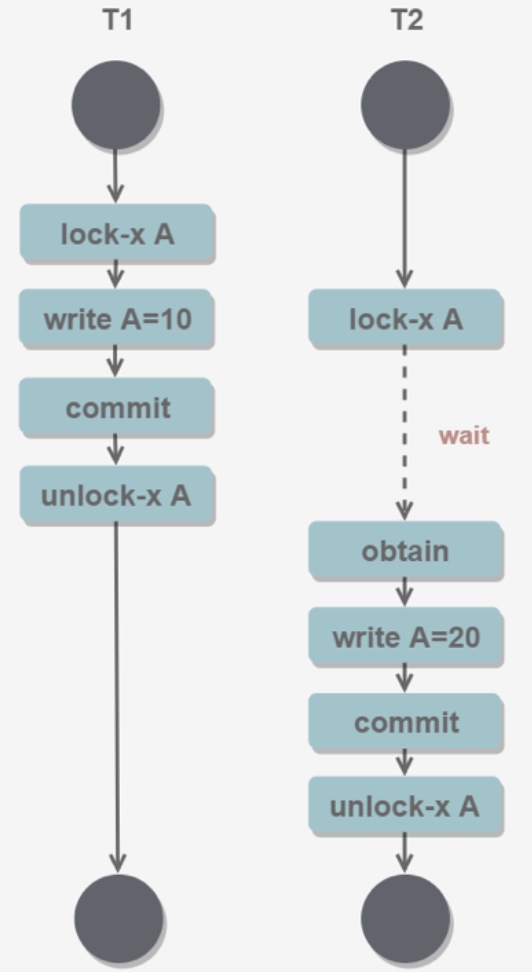 T1
T2
lock-x A
write A=10
commit
unlock-x A
lock-x A
wait
obtain
write A=20
commit
unlock-x A